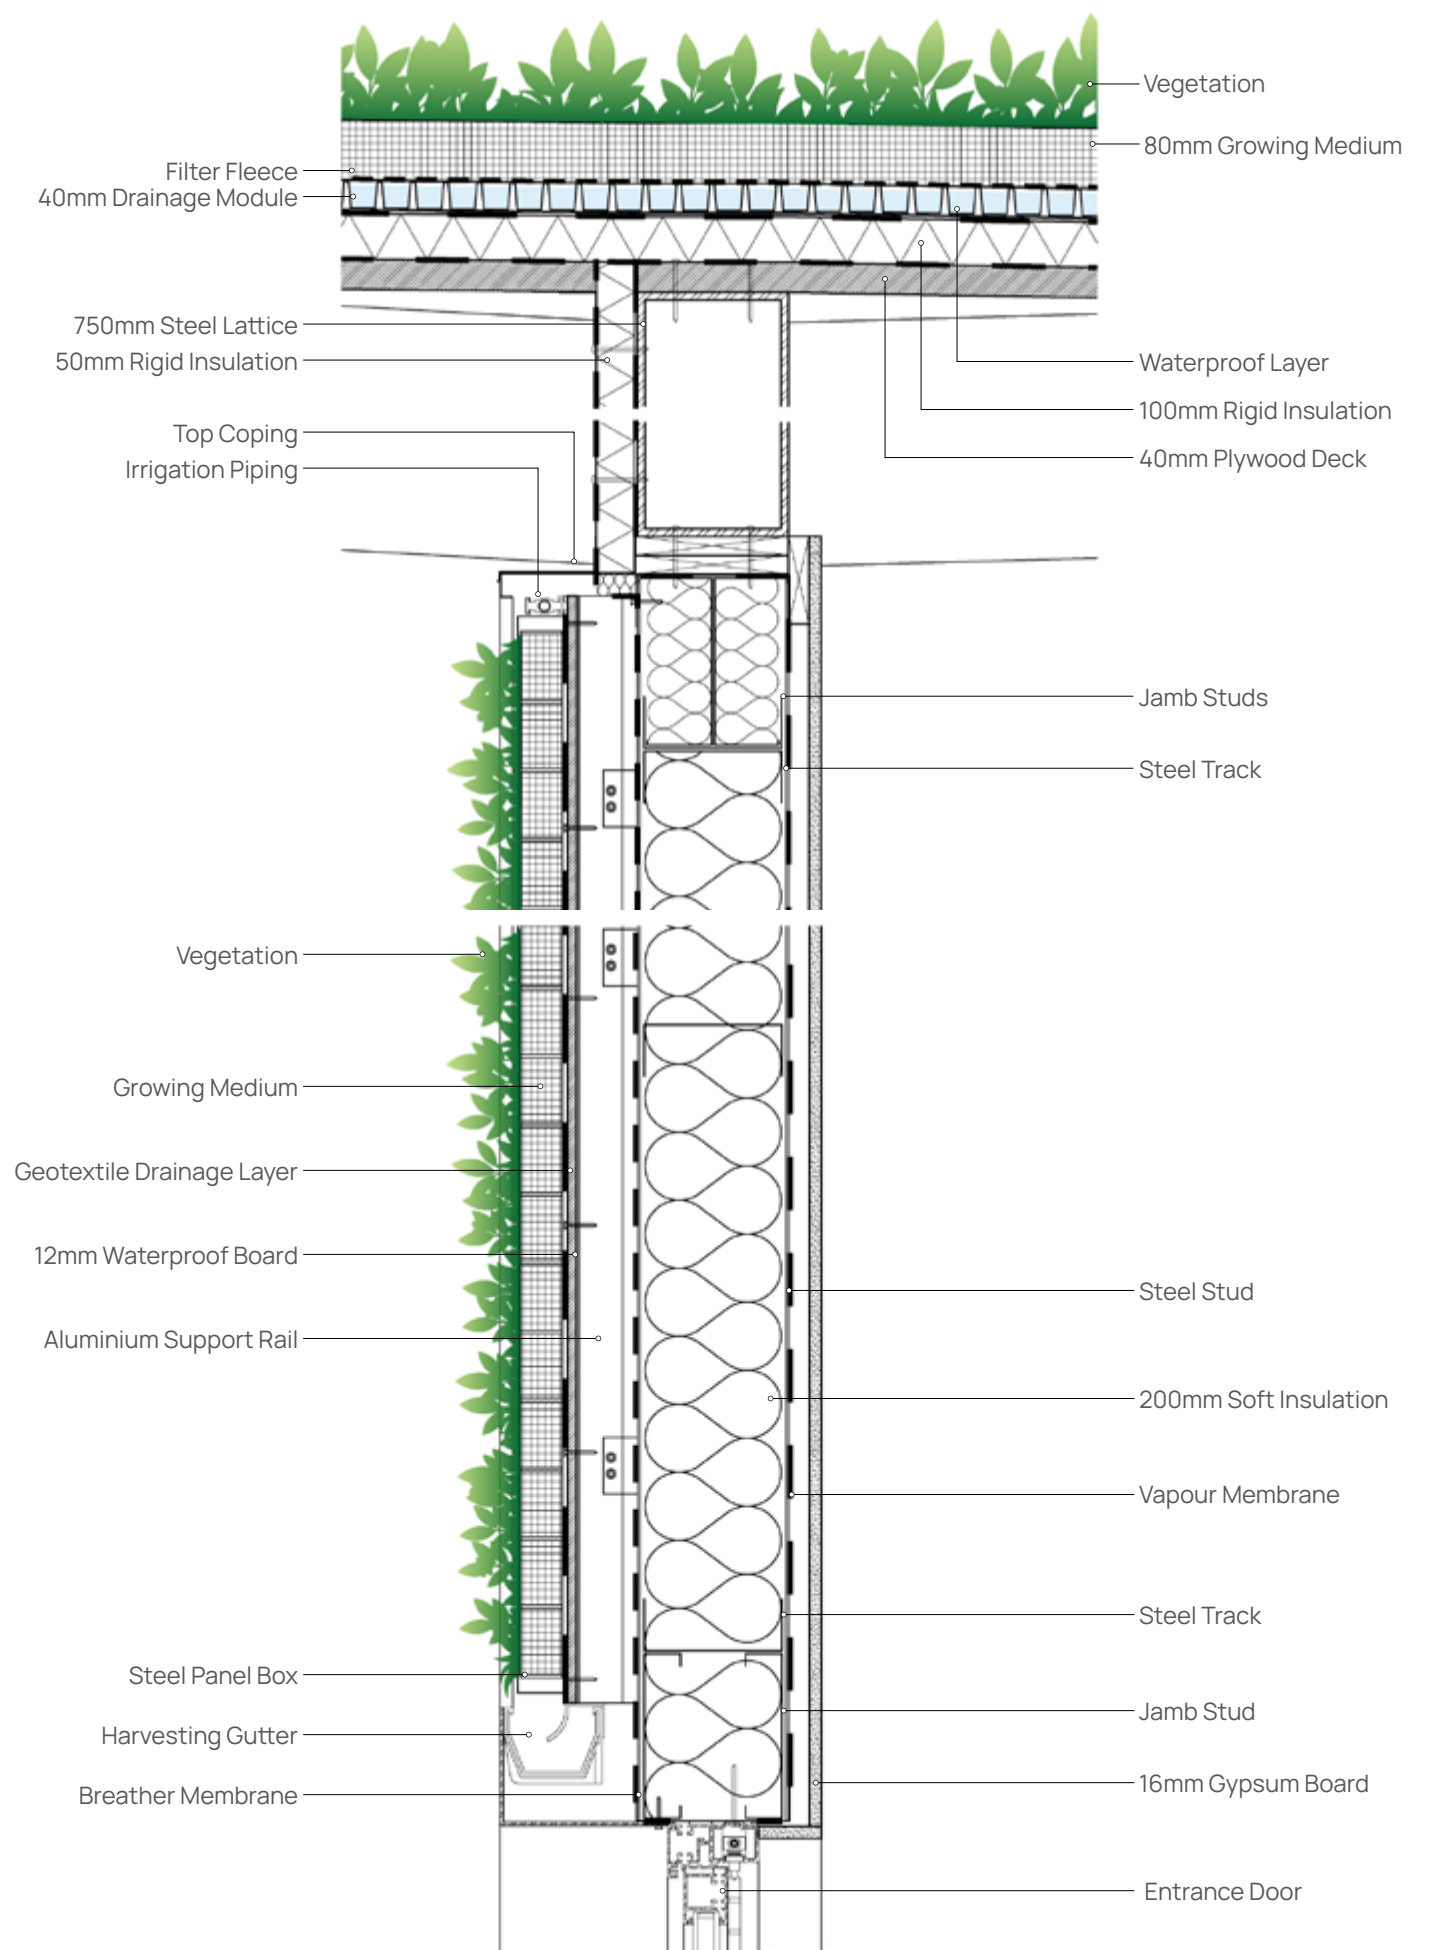 Vegetation
80mm Growing Medium
Filter Fleece
40mm Drainage Module
750mm Steel Lattice
50mm Rigid Insulation
Waterproof Layer
100mm Rigid Insulation
Top Coping
40mm Plywood Deck
Irrigation Piping
Jamb Studs
Steel Track
Vegetation
Growing Medium
Geotextile Drainage Layer
12mm Waterproof Board
Steel Stud
Aluminium Support Rail
200mm Soft Insulation
Vapour Membrane
Steel Track
Steel Panel Box
Jamb Stud
Harvesting Gutter
16mm Gypsum Board
Breather Membrane
Entrance Door